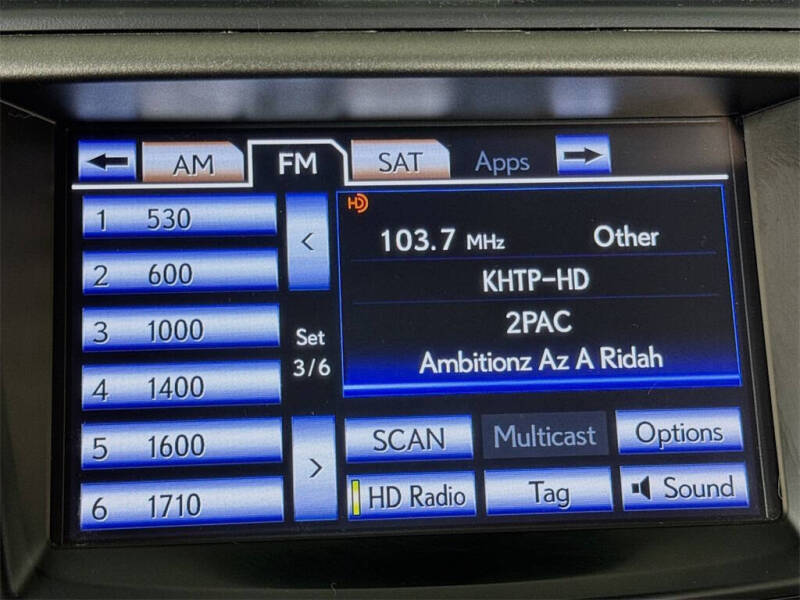 AM FM SAT Apps
1 530
2 600
3 1000
4 1400
5 1600
6 1710
<
Set
3/6
>
HD
103.7 MHz Other
KHTP-HD
2PAC
Ambitionz Az A Ridah
SCAN Multicast Options
HD Radio Tag Sound